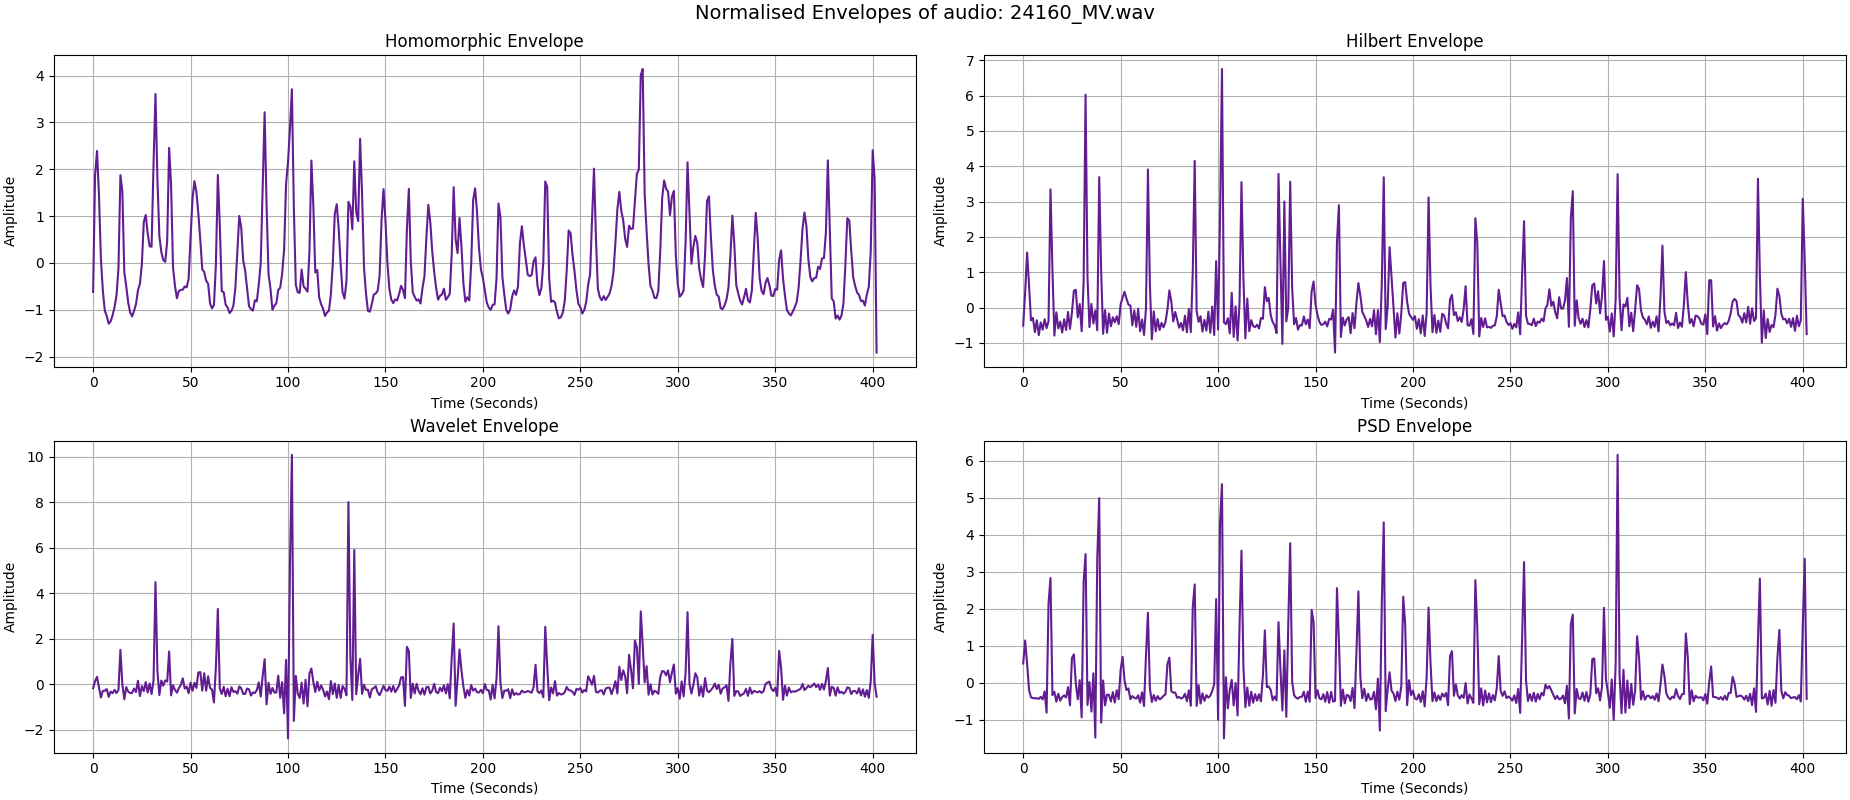 Normalised Envelopes of audio: 24160_MV.wav
Homomorphic Envelope
Amplitude
4
3
2
1
0
−1
−2
0 50 100 150 200 250 300 350 400
Time (Seconds)
Hilbert Envelope
Amplitude
7
6
5
4
3
2
1
0
−1
0 50 100 150 200 250 300 350 400
Time (Seconds)
Wavelet Envelope
Amplitude
10
8
6
4
2
0
−2
0 50 100 150 200 250 300 350 400
Time (Seconds)
PSD Envelope
Amplitude
6
5
4
3
2
1
0
−1
0 50 100 150 200 250 300 350 400
Time (Seconds)